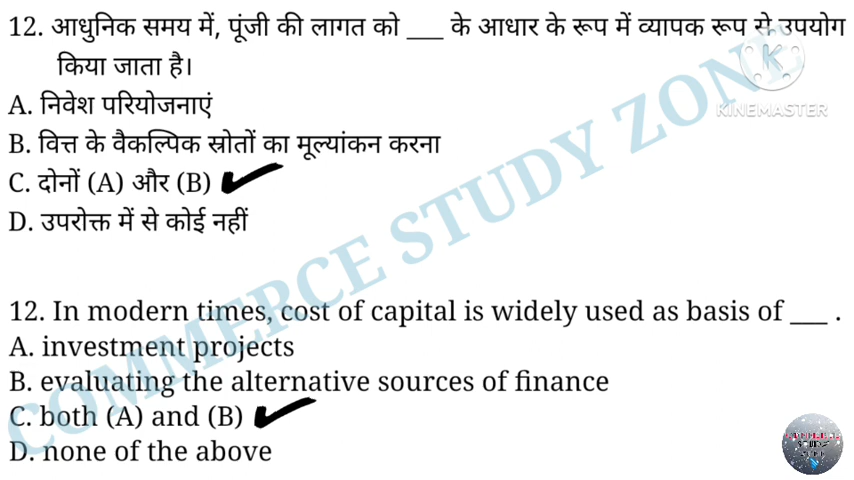 12. आधुनिक समय में, पूंजी की लागत को ___ के आधार के रूप में व्यापक रूप से उपयोग
किया जाता है।
A. निवेश परियोजनाएं
B. वित्त के वैकल्पिक स्रोतों का मूल्यांकन करना
C. दोनों (A) और (B)
D. उपरोक्त में से कोई नहीं
K
KINEMASTER
COMMERCE STUDY ZONE
12. In modern times, cost of capital is widely used as basis of ___ .
A. investment projects
B. evaluating the alternative sources of finance
C. both (A) and (B)
D. none of the above